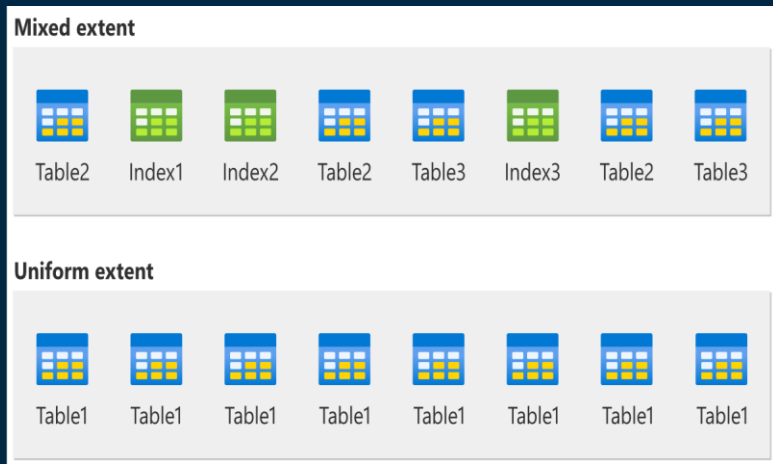 Mixed extent
Table2 Index1 Index2 Table2 Table3 Index3 Table2 Table3
Uniform extent
Table1 Table1 Table1 Table1 Table1 Table1 Table1 Table1